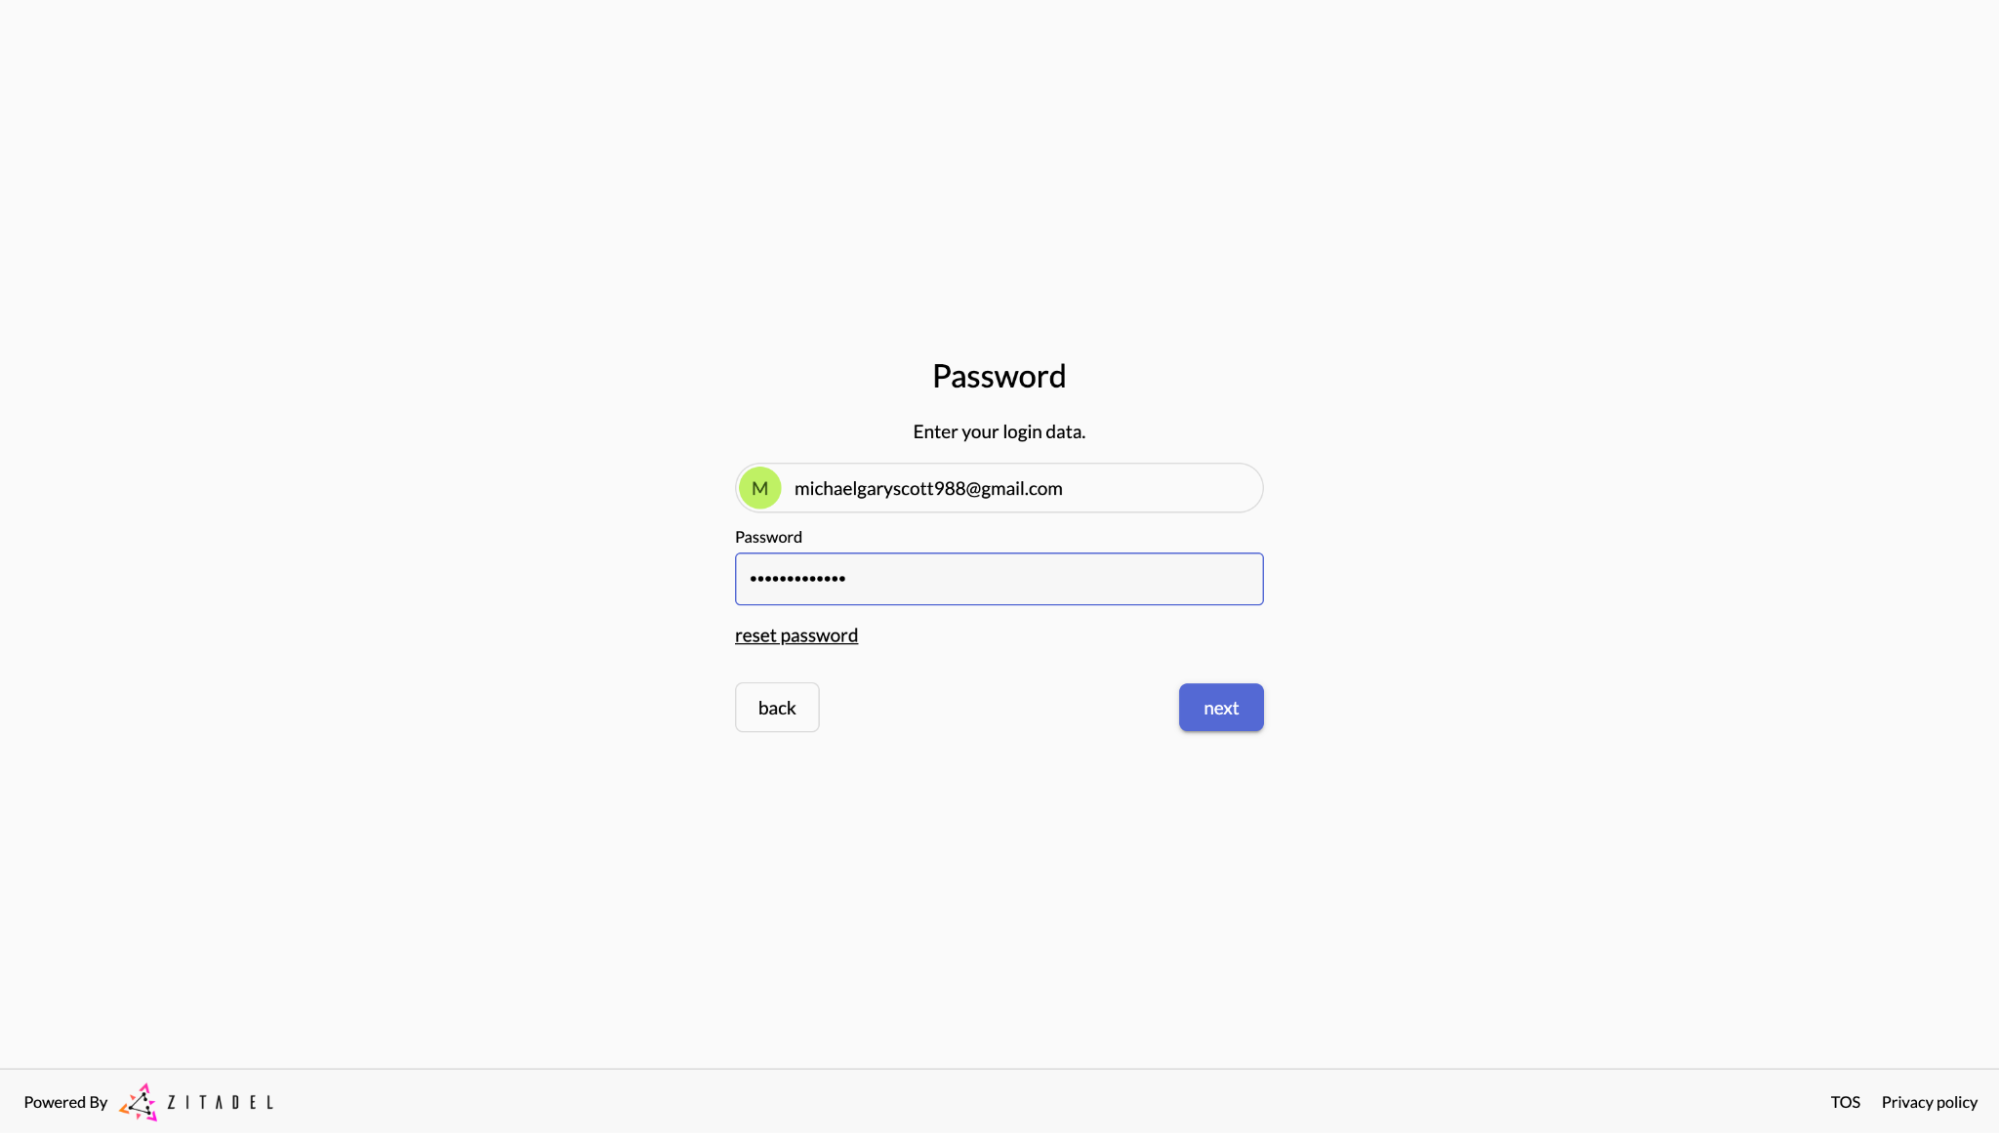 Password
Enter your login data.
M michaelgaryscott988@gmail.com
Password
•••••••••••••
reset password
back next
Powered By ZITADEL TOS Privacy policy